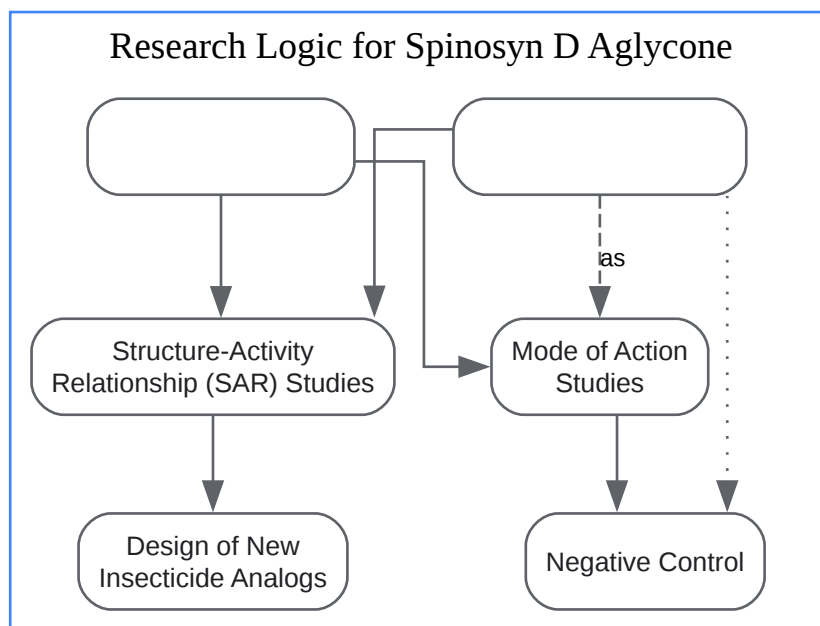 Research Logic for Spinosyn D Aglycone
as
Structure-Activity
Relationship (SAR) Studies
Mode of Action
Studies
Design of New
Insecticide Analogs
Negative Control